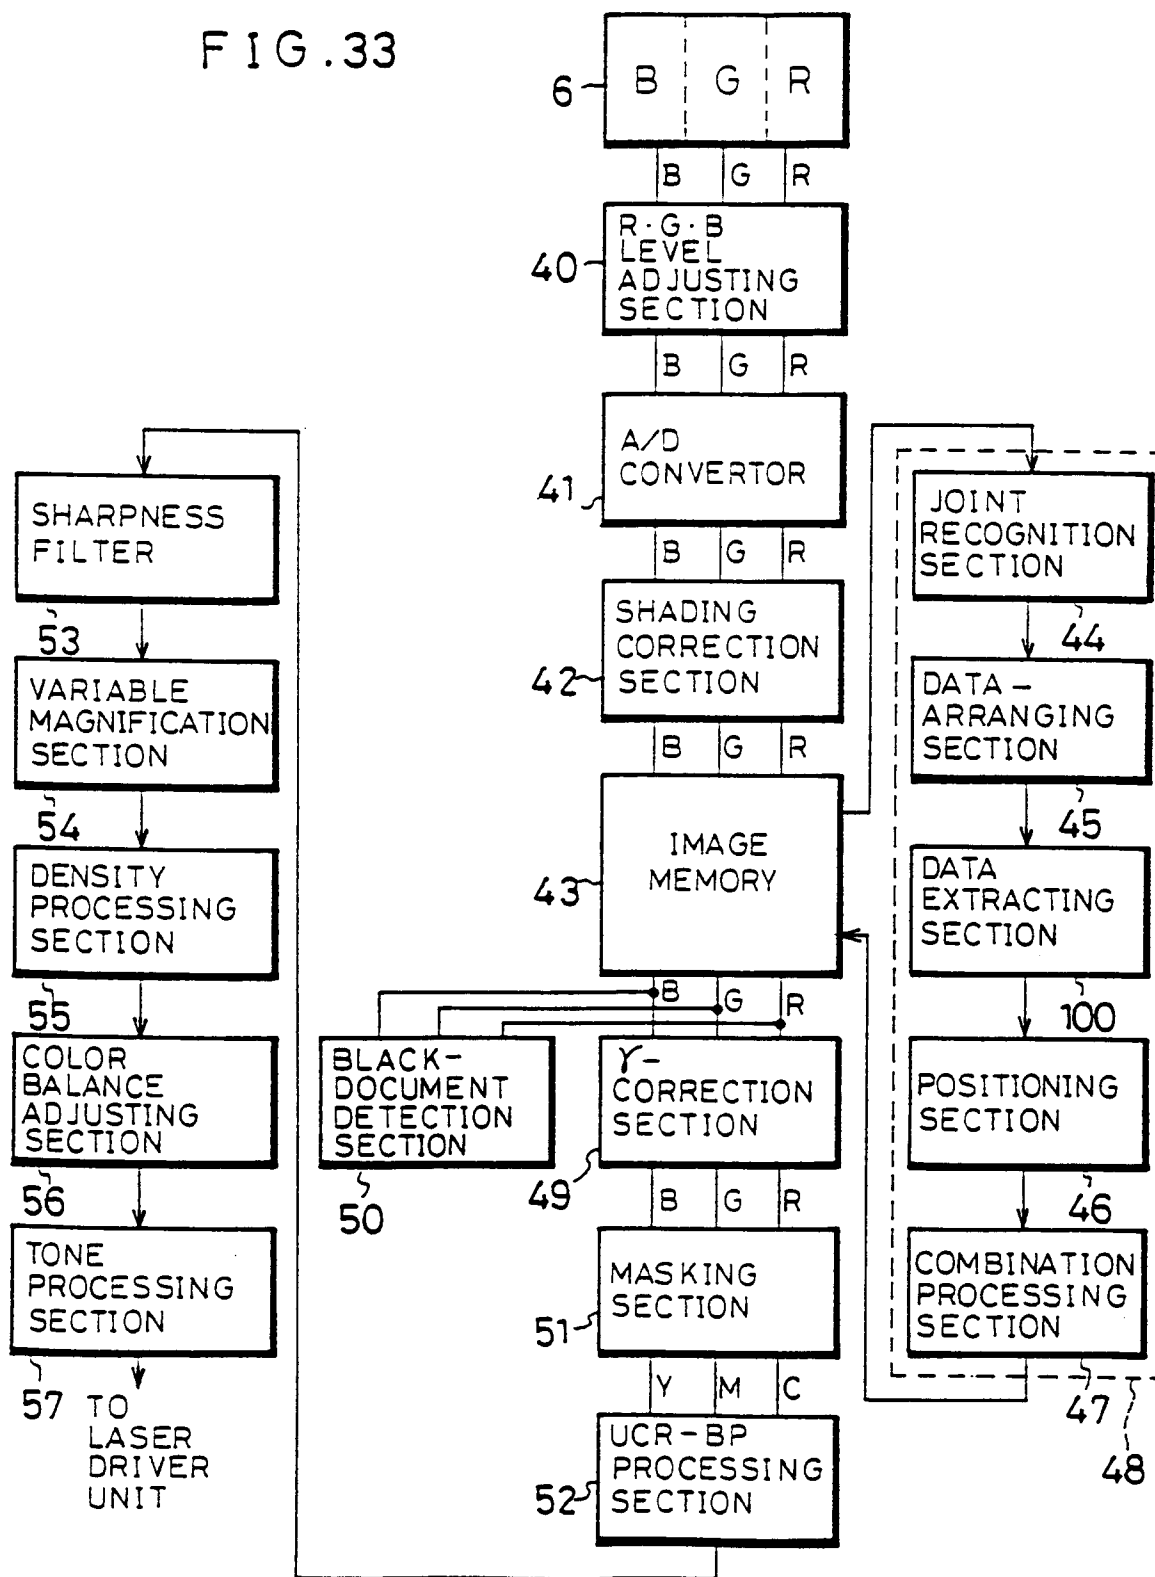 FIG.33
6
B G R
B G R
40
R·G·B
LEVEL
ADJUSTING
SECTION
B G R
41
A/D
CONVERTOR
B G R
42
SHADING
CORRECTION
SECTION
B G R
43
IMAGE
MEMORY
B G R
BLACK-
DOCUMENT
DETECTION
SECTION
50
γ-
CORRECTION
SECTION
49
B G R
MASKING
SECTION
51
Y M C
UCR-BP
PROCESSING
SECTION
52
JOINT
RECOGNITION
SECTION
44
DATA-
ARRANGING
SECTION
45
DATA
EXTRACTING
SECTION
100
POSITIONING
SECTION
46
COMBINATION
PROCESSING
SECTION
47
48
SHARPNESS
FILTER
53
VARIABLE
MAGNIFICATION
SECTION
54
DENSITY
PROCESSING
SECTION
55
COLOR
BALANCE
ADJUSTING
SECTION
56
TONE
PROCESSING
SECTION
57
TO
LASER
DRIVER
UNIT